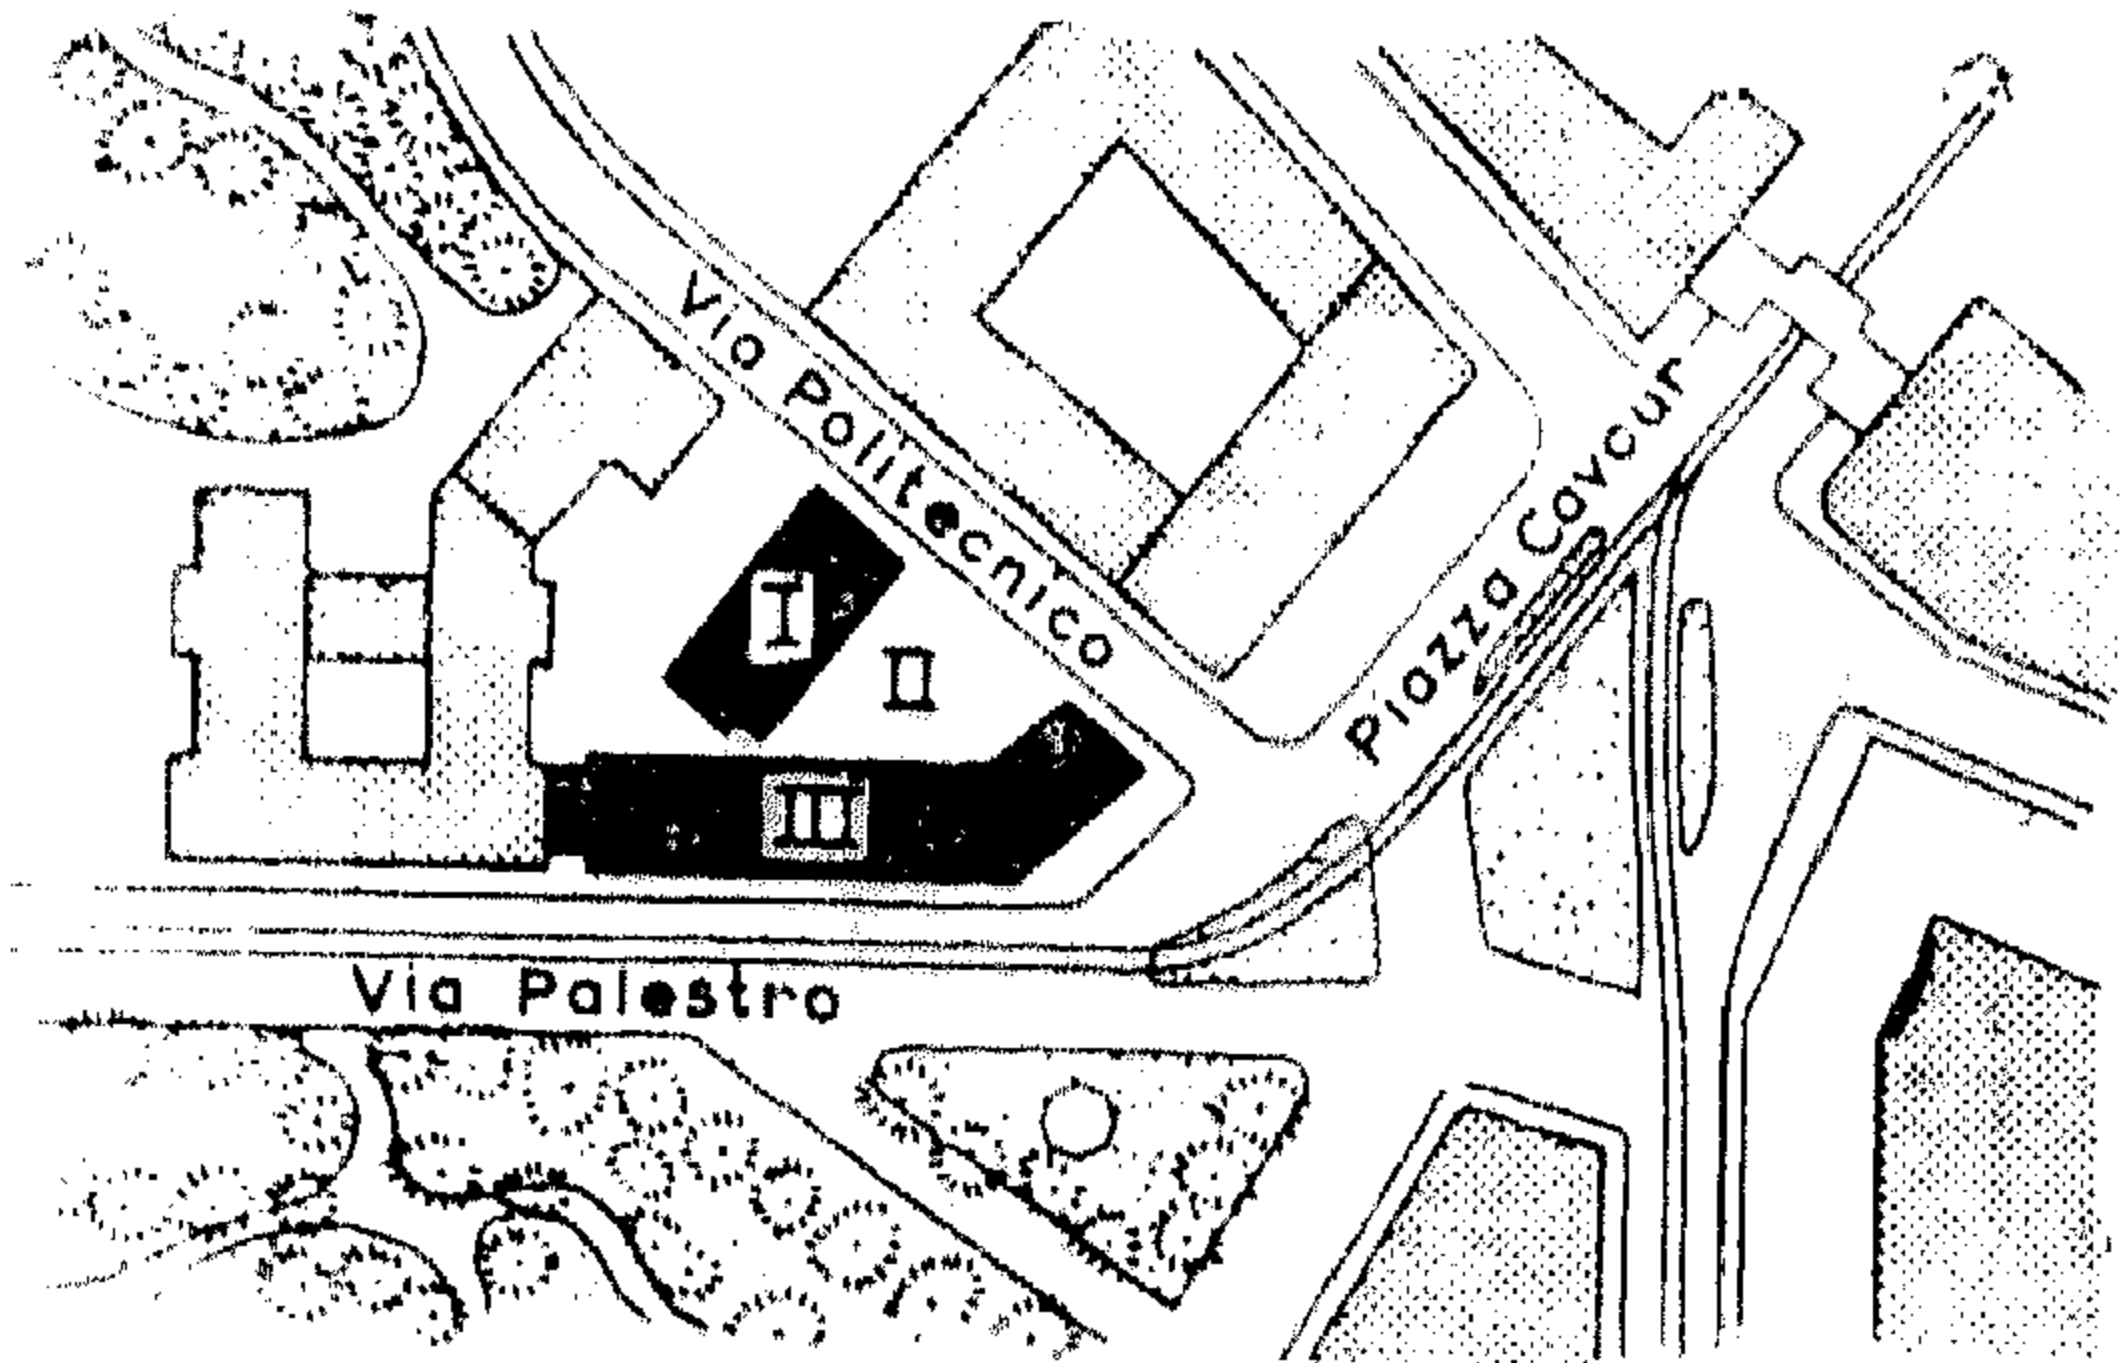 Via Politecnico
Piazza Cavour
I
II
III
Via Palestro